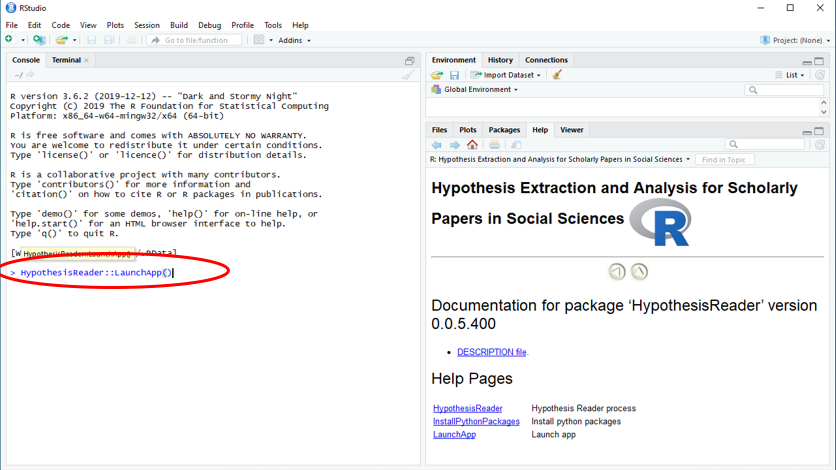 RStudio
File Edit Code View Plots Session Build Debug Profile Tools Help
Go to file/function Addins Project: (None)
Console Terminal
~/
R version 3.6.2 (2019-12-12) -- "Dark and Stormy Night"
Copyright (C) 2019 The R Foundation for Statistical Computing
Platform: x86_64-w64-mingw32/x64 (64-bit)
R is free software and comes with ABSOLUTELY NO WARRANTY.
You are welcome to redistribute it under certain conditions.
Type 'license()' or 'licence()' for distribution details.
R is a collaborative project with many contributors.
Type 'contributors()' for more information and
'citation()' on how to cite R or R packages in publications.
Type 'demo()' for some demos, 'help()' for on-line help, or
'help.start()' for an HTML browser interface to help.
Type 'q()' to quit R.
[W HypothesisReader::LaunchApp() /.RData]
> HypothesisReader::LaunchApp()
Environment History Connections
Import Dataset List
Global Environment
Files Plots Packages Help Viewer
R: Hypothesis Extraction and Analysis for Scholarly Papers in Social Sciences Find in Topic
Hypothesis Extraction and Analysis for Scholarly
Papers in Social Sciences R
Documentation for package ‘HypothesisReader’ version
0.0.5.400
DESCRIPTION file.
Help Pages
HypothesisReader Hypothesis Reader process
InstallPythonPackages Install python packages
LaunchApp Launch app